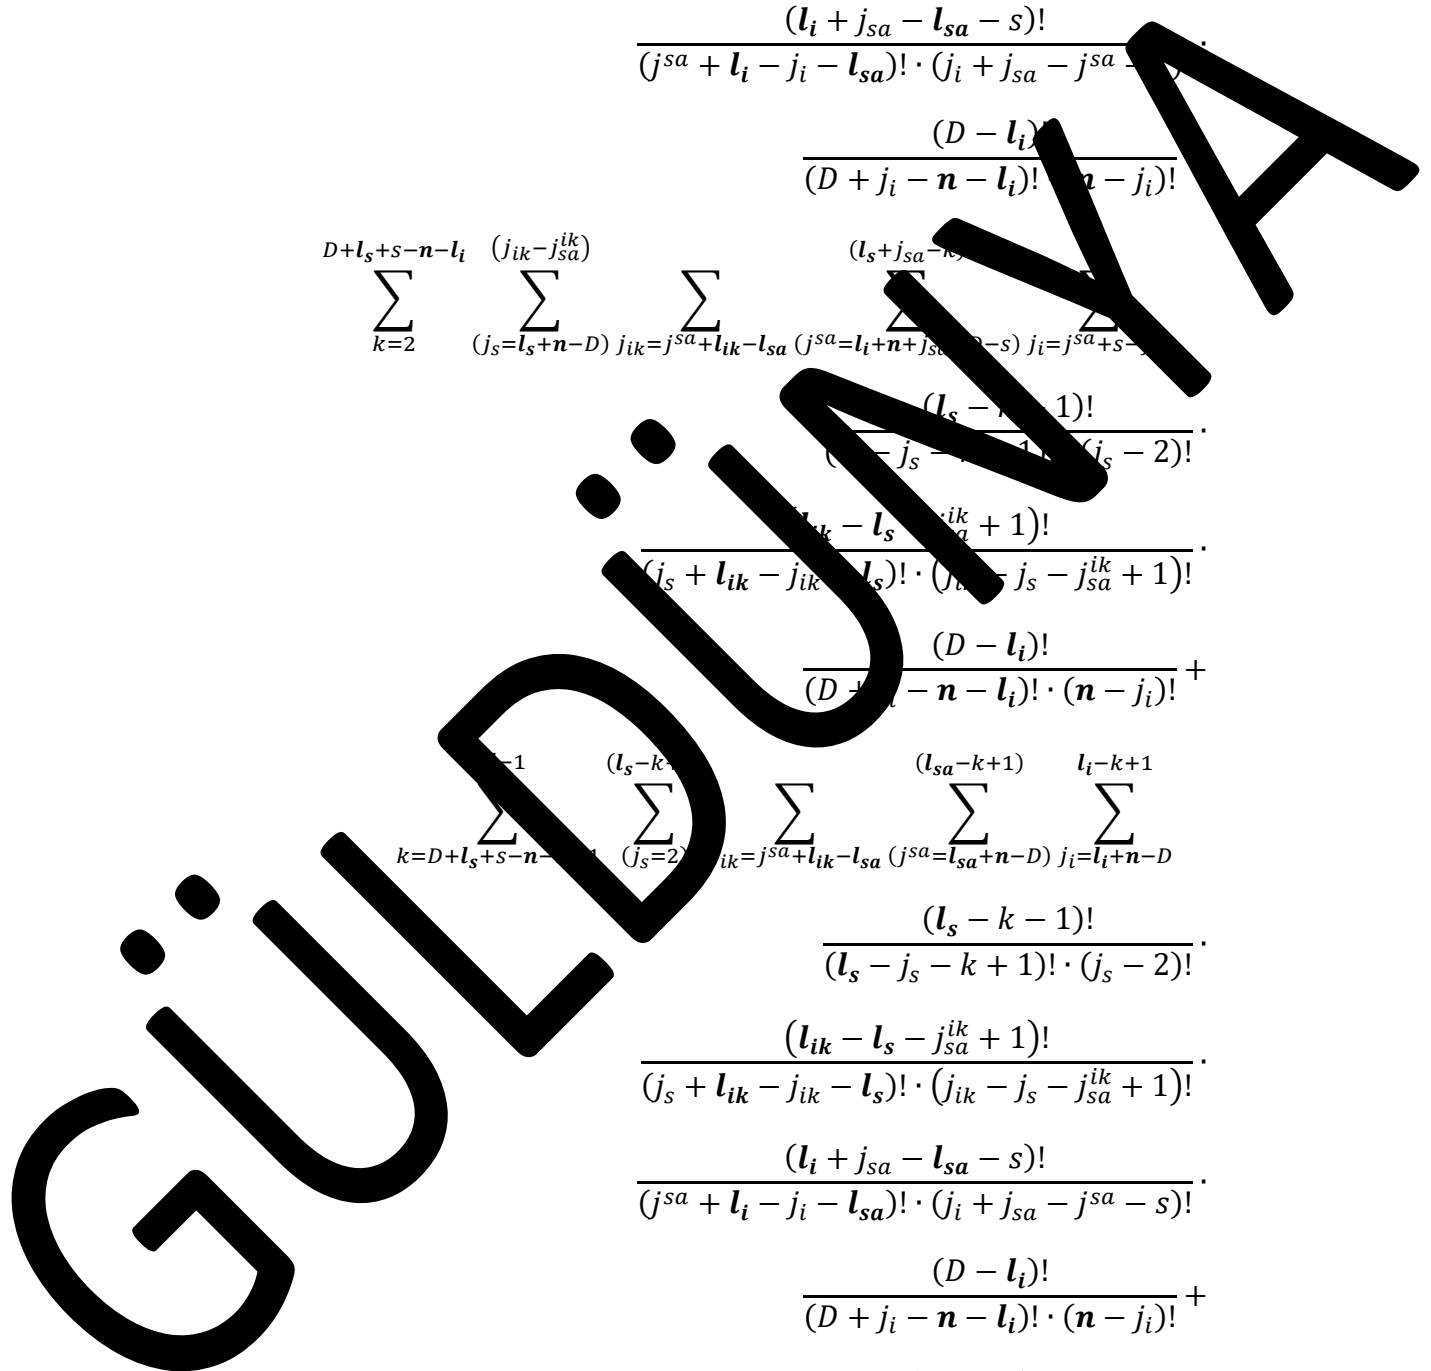 (l_i + j_sa − l_sa − s)!
(j^sa + l_i − j_i − l_sa)! · (j_i + j_sa − j^sa ·
(D − l_i)!
(D + j_i − n − l_i)! n − j_i)!
D+l_s+s−n−l_i (j_ik−j_sa^ik) (l_s+j_sa−k)
∑ ∑ ∑ ∑ ∑
k=2 (j_s=l_s+n−D) j_ik=j^sa+l_ik−l_sa (j^sa=l_i+n+j_sa−D−s) j_i=j^sa+s−
(l_s − 1)! ·
− j_s j_s − 2)!
− l_s j_sa^ik + 1)! ·
(j_s + l_ik − j_ik l_s)! · (j_ik − j_s − j_sa^ik + 1)!
(D − l_i)! +
(D + − n − l_i)! · (n − j_i)!
−1 (l_s−k (l_sa−k+1) l_i−k+1
∑ ∑ ∑ ∑ ∑
k=D+l_s+s−n− (j_s=2) j_ik=j^sa+l_ik−l_sa (j^sa=l_sa+n−D) j_i=l_i+n−D
(l_s − k − 1)! ·
(l_s − j_s − k + 1)! · (j_s − 2)!
(l_ik − l_s − j_sa^ik + 1)! ·
(j_s + l_ik − j_ik − l_s)! · (j_ik − j_s − j_sa^ik + 1)!
(l_i + j_sa − l_sa − s)! ·
(j^sa + l_i − j_i − l_sa)! · (j_i + j_sa − j^sa − s)!
(D − l_i)! +
(D + j_i − n − l_i)! · (n − j_i)!
GÜLDÜNYA